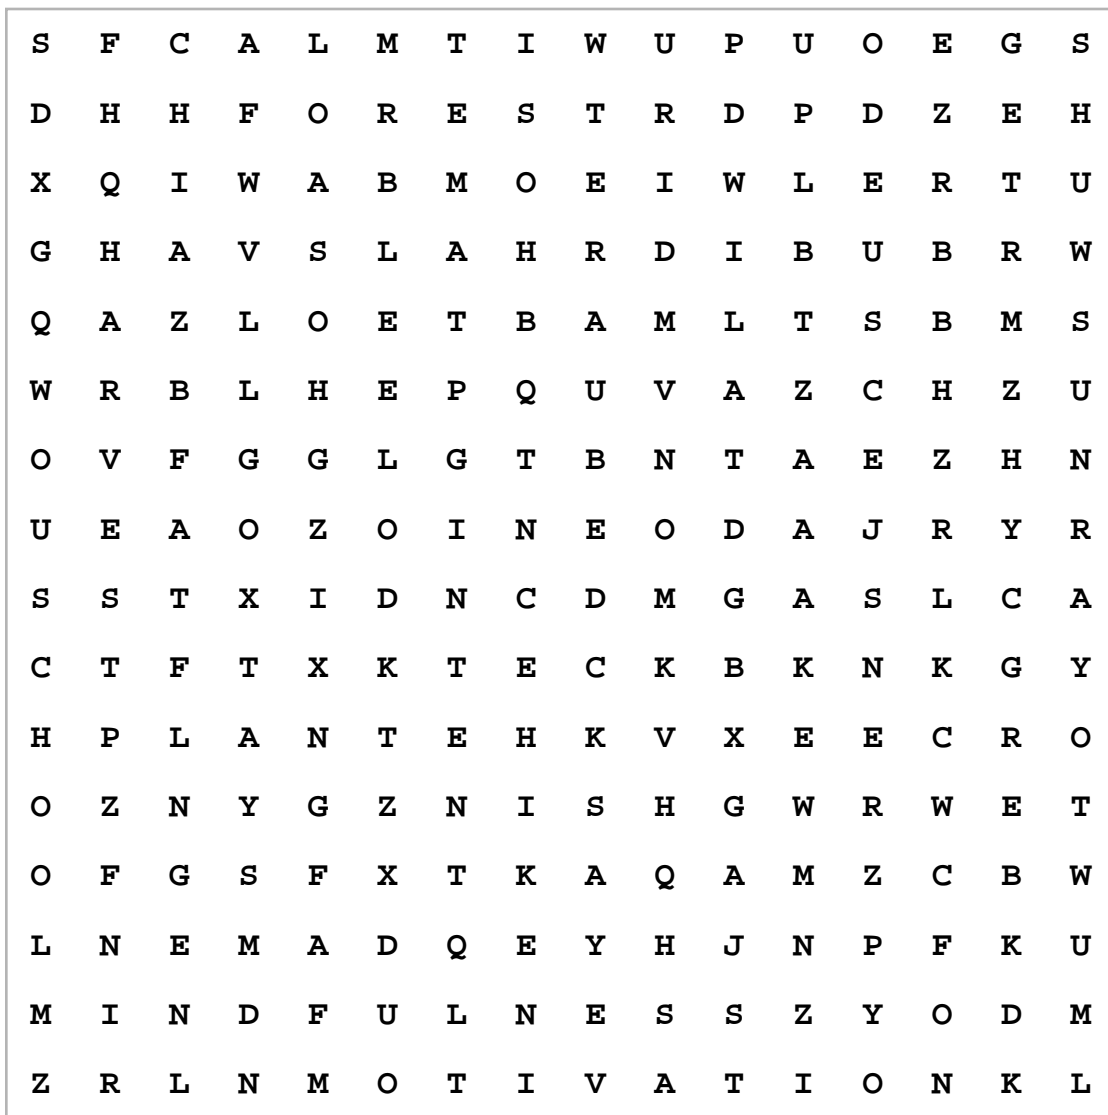 S F C A L M T I W U P U O E G S
D H H F O R E S T R D P D Z E H
X Q I W A B M O E I W L E R T U
G H A V S L A H R D I B U B R W
Q A Z L O E T B A M L T S B M S
W R B L H E P Q U V A Z C H Z U
O V F G G L G T B N T A E Z H N
U E A O Z O I N E O D A J R Y R
S S T X I D N C D M G A S L C A
C T F T X K T E C K B K N K G Y
H P L A N T E H K V X E E C R O
O Z N Y G Z N I S H G W R W E T
O F G S F X T K A Q A M Z C B W
L N E M A D Q E Y H J N P F K U
M I N D F U L N E S S Z Y O D M
Z R L N M O T I V A T I O N K L